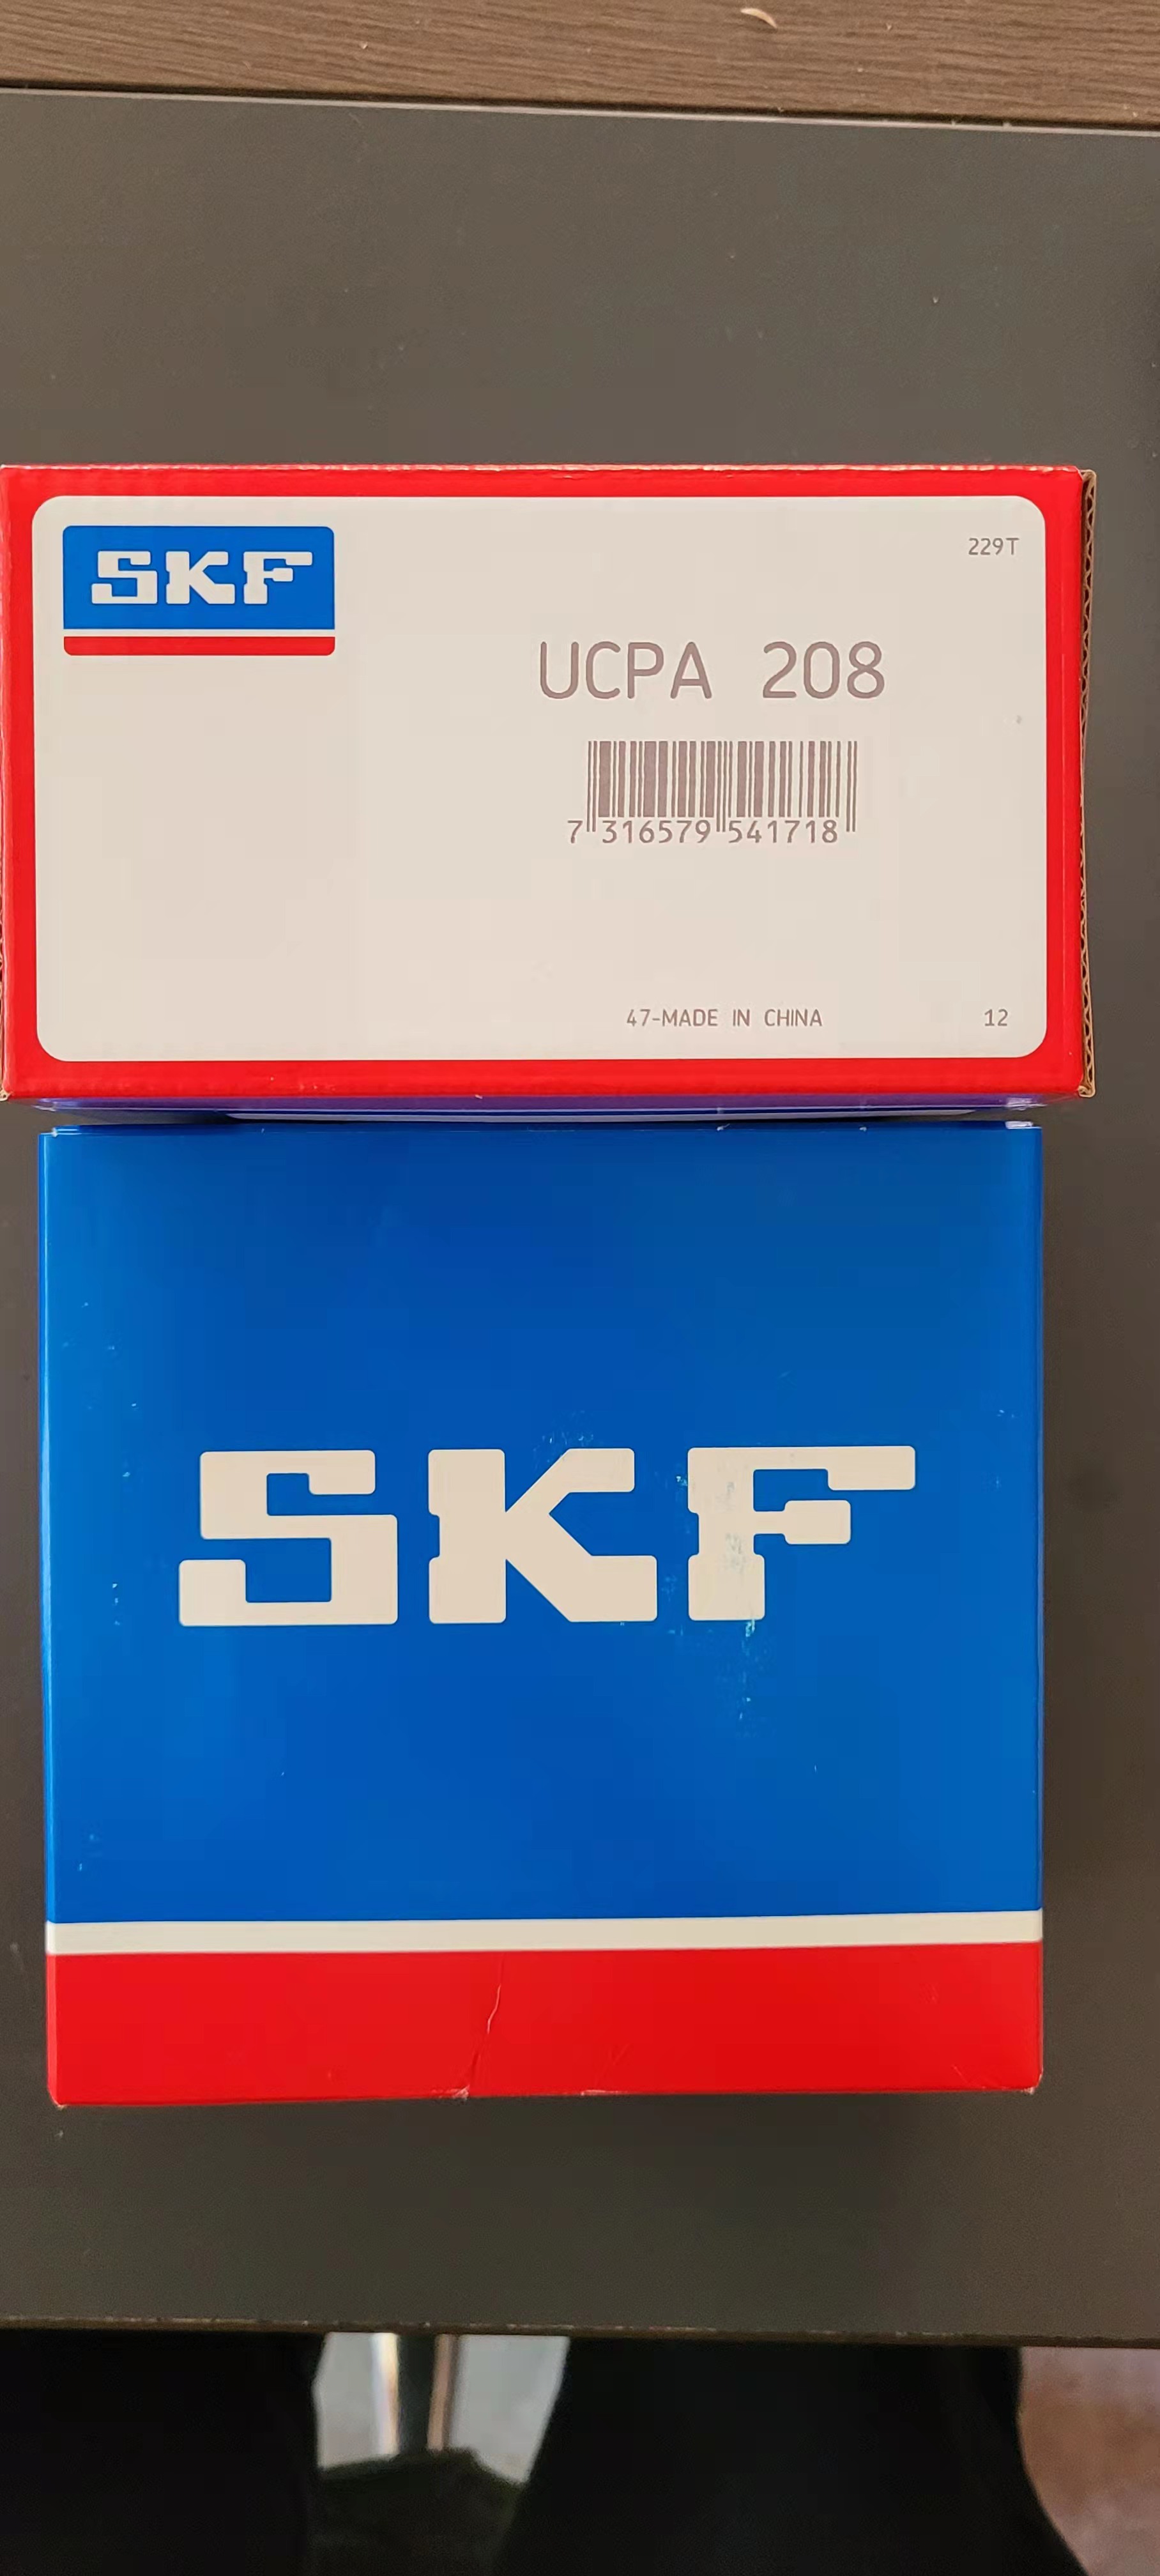 SKF
229T
UCPA 208
7 316579 541718
47-MADE IN CHINA
12
SKF